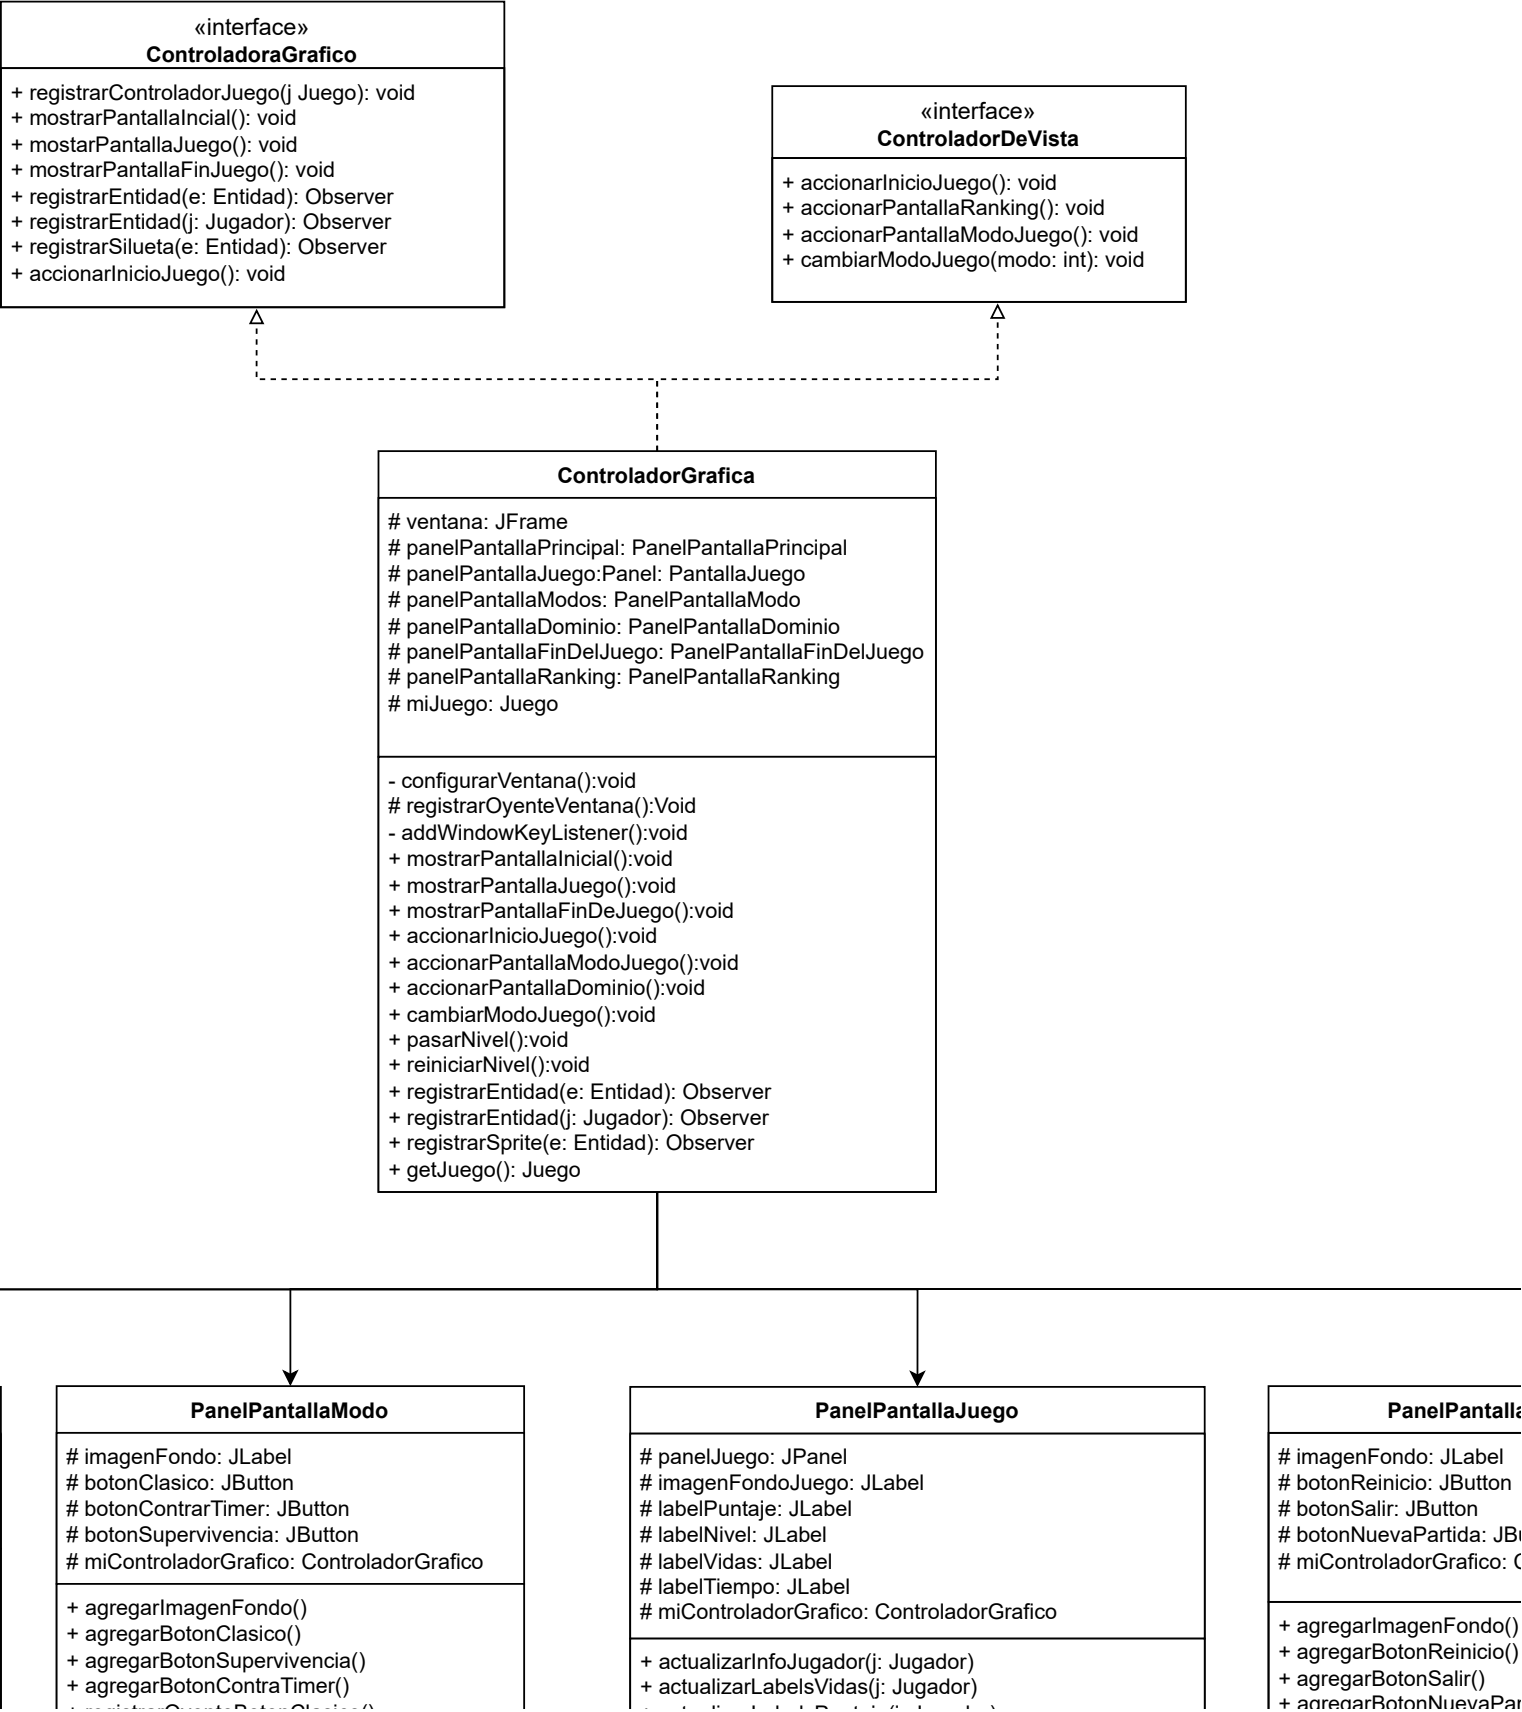 «interface»
ControladoraGrafico
+ registrarControladorJuego(j Juego): void
+ mostrarPantallaIncial(): void
+ mostarPantallaJuego(): void
+ mostrarPantallaFinJuego(): void
+ registrarEntidad(e: Entidad): Observer
+ registrarEntidad(j: Jugador): Observer
+ registrarSilueta(e: Entidad): Observer
+ accionarInicioJuego(): void
«interface»
ControladorDeVista
+ accionarInicioJuego(): void
+ accionarPantallaRanking(): void
+ accionarPantallaModoJuego(): void
+ cambiarModoJuego(modo: int): void
ControladorGrafica
# ventana: JFrame
# panelPantallaPrincipal: PanelPantallaPrincipal
# panelPantallaJuego:Panel: PantallaJuego
# panelPantallaModos: PanelPantallaModo
# panelPantallaDominio: PanelPantallaDominio
# panelPantallaFinDelJuego: PanelPantallaFinDelJuego
# panelPantallaRanking: PanelPantallaRanking
# miJuego: Juego
- configurarVentana():void
# registrarOyenteVentana():Void
- addWindowKeyListener():void
+ mostrarPantallaInicial():void
+ mostrarPantallaJuego():void
+ mostrarPantallaFinDeJuego():void
+ accionarInicioJuego():void
+ accionarPantallaModoJuego():void
+ accionarPantallaDominio():void
+ cambiarModoJuego():void
+ pasarNivel():void
+ reiniciarNivel():void
+ registrarEntidad(e: Entidad): Observer
+ registrarEntidad(j: Jugador): Observer
+ registrarSprite(e: Entidad): Observer
+ getJuego(): Juego
PanelPantallaModo
# imagenFondo: JLabel
# botonClasico: JButton
# botonContrarTimer: JButton
# botonSupervivencia: JButton
# miControladorGrafico: ControladorGrafico
+ agregarImagenFondo()
+ agregarBotonClasico()
+ agregarBotonSupervivencia()
+ agregarBotonContraTimer()
PanelPantallaJuego
# panelJuego: JPanel
# imagenFondoJuego: JLabel
# labelPuntaje: JLabel
# labelNivel: JLabel
# labelVidas: JLabel
# labelTiempo: JLabel
# miControladorGrafico: ControladorGrafico
+ actualizarInfoJugador(j: Jugador)
+ actualizarLabelsVidas(j: Jugador)
PanelPantalla
# imagenFondo: JLabel
# botonReinicio: JButton
# botonSalir: JButton
# botonNuevaPartida: JBu
# miControladorGrafico:
+ agregarImagenFondo()
+ agregarBotonReinicio()
+ agregarBotonSalir()
+ agregarBotonNuevaPar